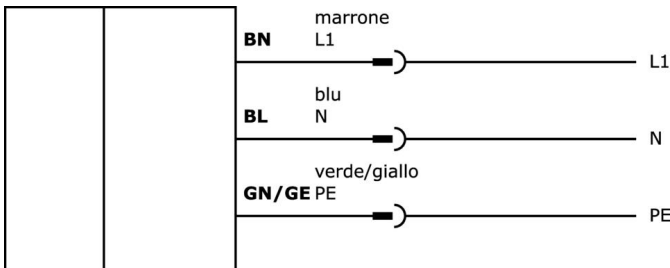 marrone
BN L1
L1
blu
BL N
N
verde/giallo
GN/GE PE
PE